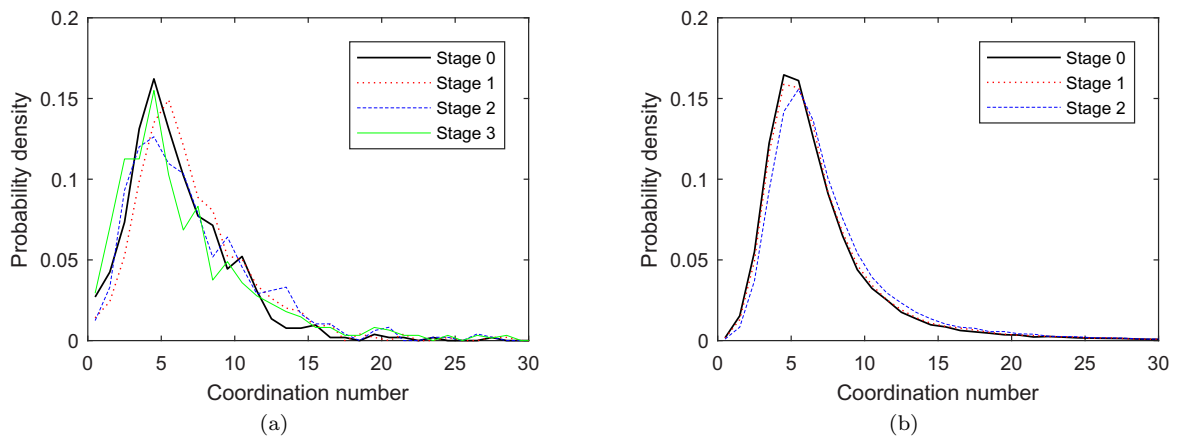 0.2
0.15
0.1
0.05
0
Probability density
0 5 10 15 20 25 30
Coordination number
Stage 0
Stage 1
Stage 2
Stage 3
(a)
0.2
0.15
0.1
0.05
0
Probability density
0 5 10 15 20 25 30
Coordination number
Stage 0
Stage 1
Stage 2
(b)